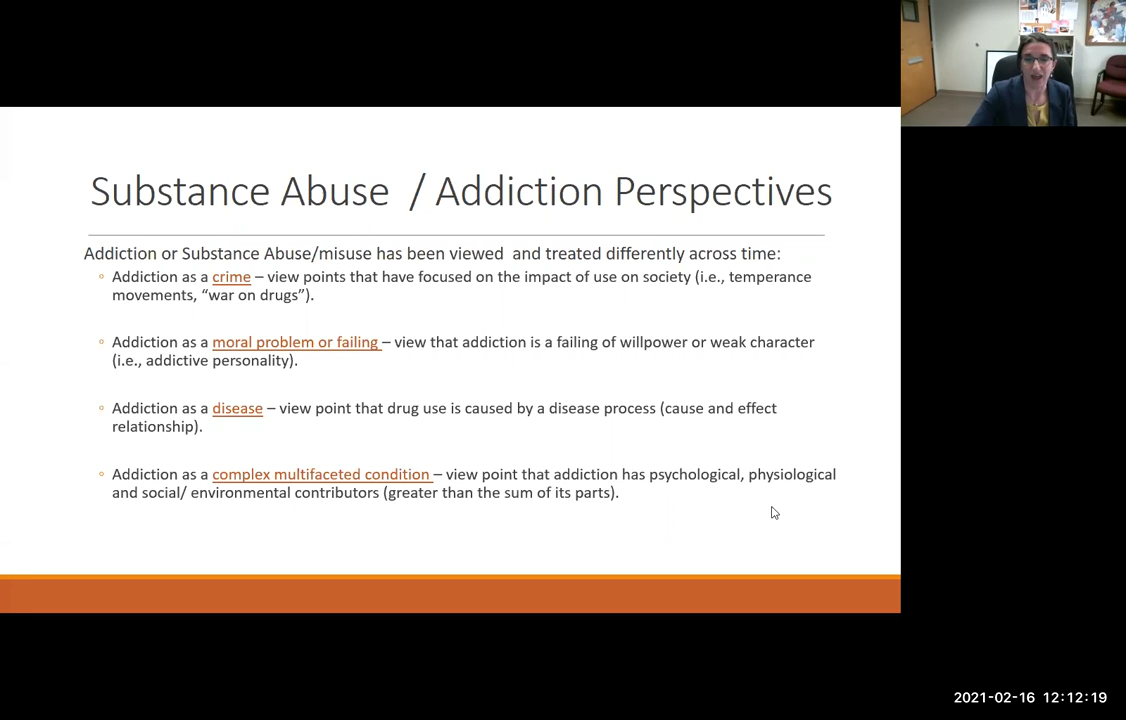 Substance Abuse / Addiction Perspectives
Addiction or Substance Abuse/misuse has been viewed and treated differently across time:
◦ Addiction as a crime – view points that have focused on the impact of use on society (i.e., temperance
movements, “war on drugs”).
◦ Addiction as a moral problem or failing – view that addiction is a failing of willpower or weak character
(i.e., addictive personality).
◦ Addiction as a disease – view point that drug use is caused by a disease process (cause and effect
relationship).
◦ Addiction as a complex multifaceted condition – view point that addiction has psychological, physiological
and social/ environmental contributors (greater than the sum of its parts).
2021-02-16 12:12:19